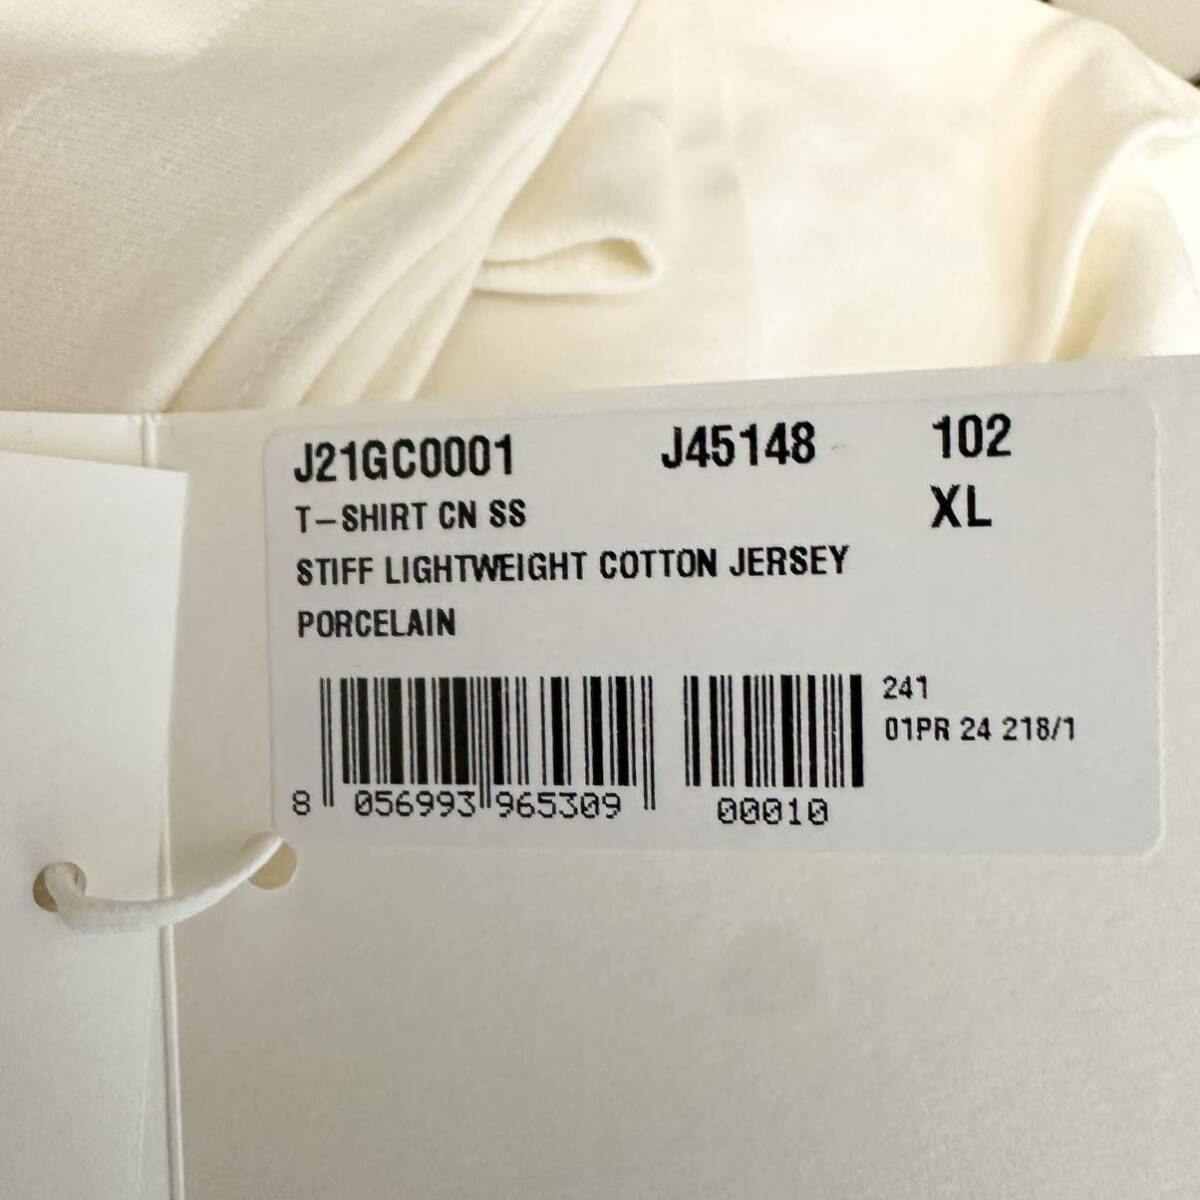 J21GC0001 J45148 102
T-SHIRT CN SS XL
STIFF LIGHTWEIGHT COTTON JERSEY
PORCELAIN
241
01PR 24 218/1
8 056993 965309 00010